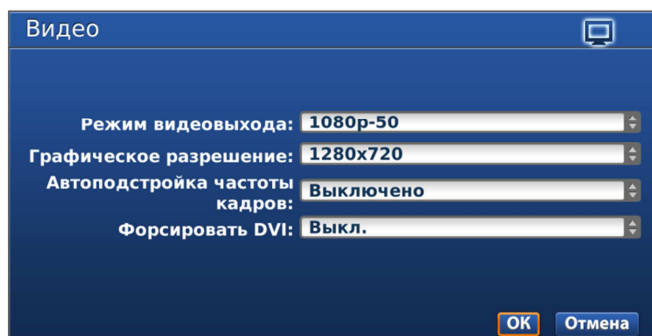 Видео
Режим видеовыхода: 1080p-50
Графическое разрешение: 1280x720
Автоподстройка частоты
кадров: Выключено
Форсировать DVI: Выкл.
OK Отмена